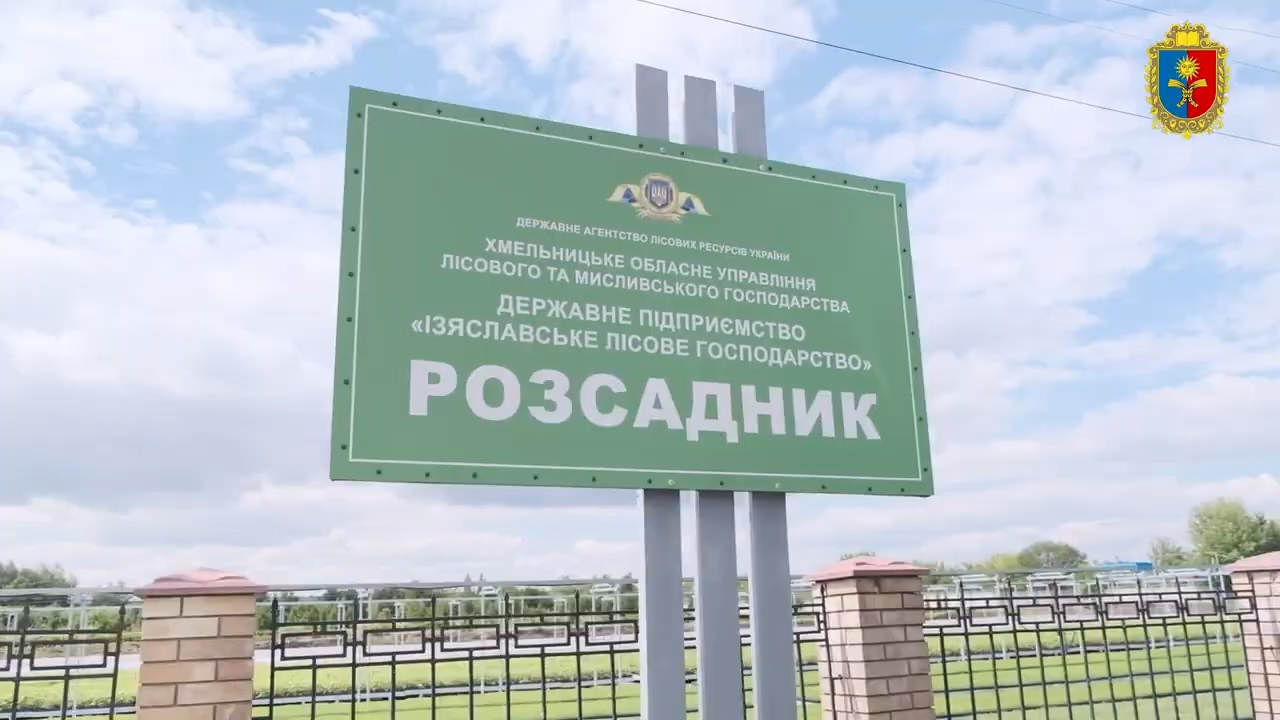 ДЕРЖАВНЕ АГЕНТСТВО ЛІСОВИХ РЕСУРСІВ УКРАЇНИ
ХМЕЛЬНИЦЬКЕ ОБЛАСНЕ УПРАВЛІННЯ
ЛІСОВОГО ТА МИСЛИВСЬКОГО ГОСПОДАРСТВА
ДЕРЖАВНЕ ПІДПРИЄМСТВО
«ІЗЯСЛАВСЬКЕ ЛІСОВЕ ГОСПОДАРСТВО»
РОЗСАДНИК